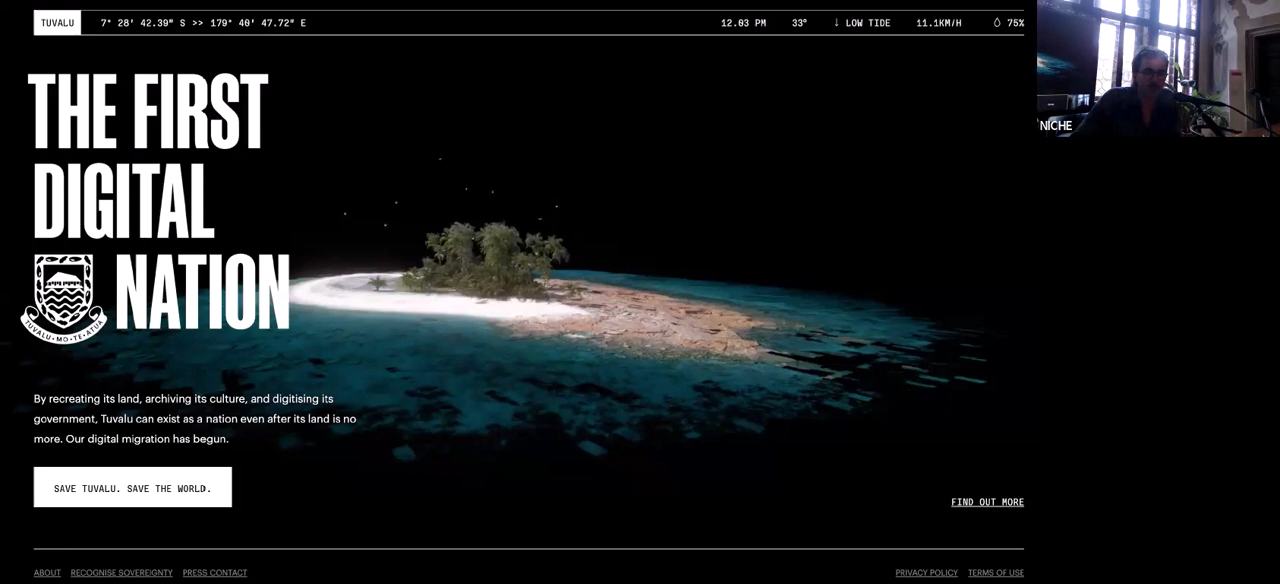 TUVALU
7° 28' 42.39" S >> 179° 40' 47.72" E
12.03 PM
33°
↓ LOW TIDE
11.1KM/H
75%
THE FIRST
DIGITAL
NATION
TUVALU • MO • TE • ATUA
By recreating its land, archiving its culture, and digitising its
government, Tuvalu can exist as a nation even after its land is no
more. Our digital migration has begun.
SAVE TUVALU. SAVE THE WORLD.
FIND OUT MORE
ABOUT
RECOGNISE SOVEREIGNTY
PRESS CONTACT
PRIVACY POLICY
TERMS OF USE
NICHE